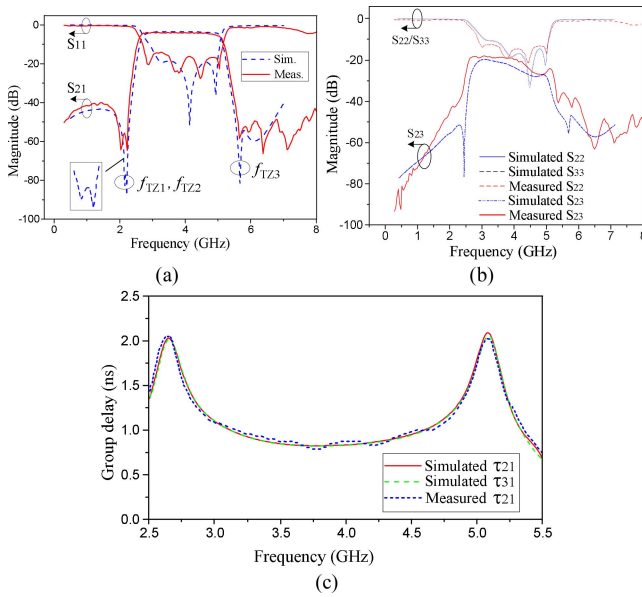 0
-20
-40
-60
-80
-100
0 2 4 6 8
Magnitude (dB)
Frequency (GHz)
S11
S21
Sim.
Meas.
fTZ1, fTZ2
fTZ3
(a)
0
-20
-40
-60
-80
-100
0 1 2 3 4 5 6 7 8
Magnitude (dB)
Frequency (GHz)
S22/S33
S23
Simulated S22
Simulated S33
Measured S22
Simulated S23
Measured S23
(b)
2.5
2.0
1.5
1.0
0.5
0.0
2.5 3.0 3.5 4.0 4.5 5.0 5.5
Group delay (ns)
Frequency (GHz)
Simulated τ21
Simulated τ31
Measured τ21
(c)